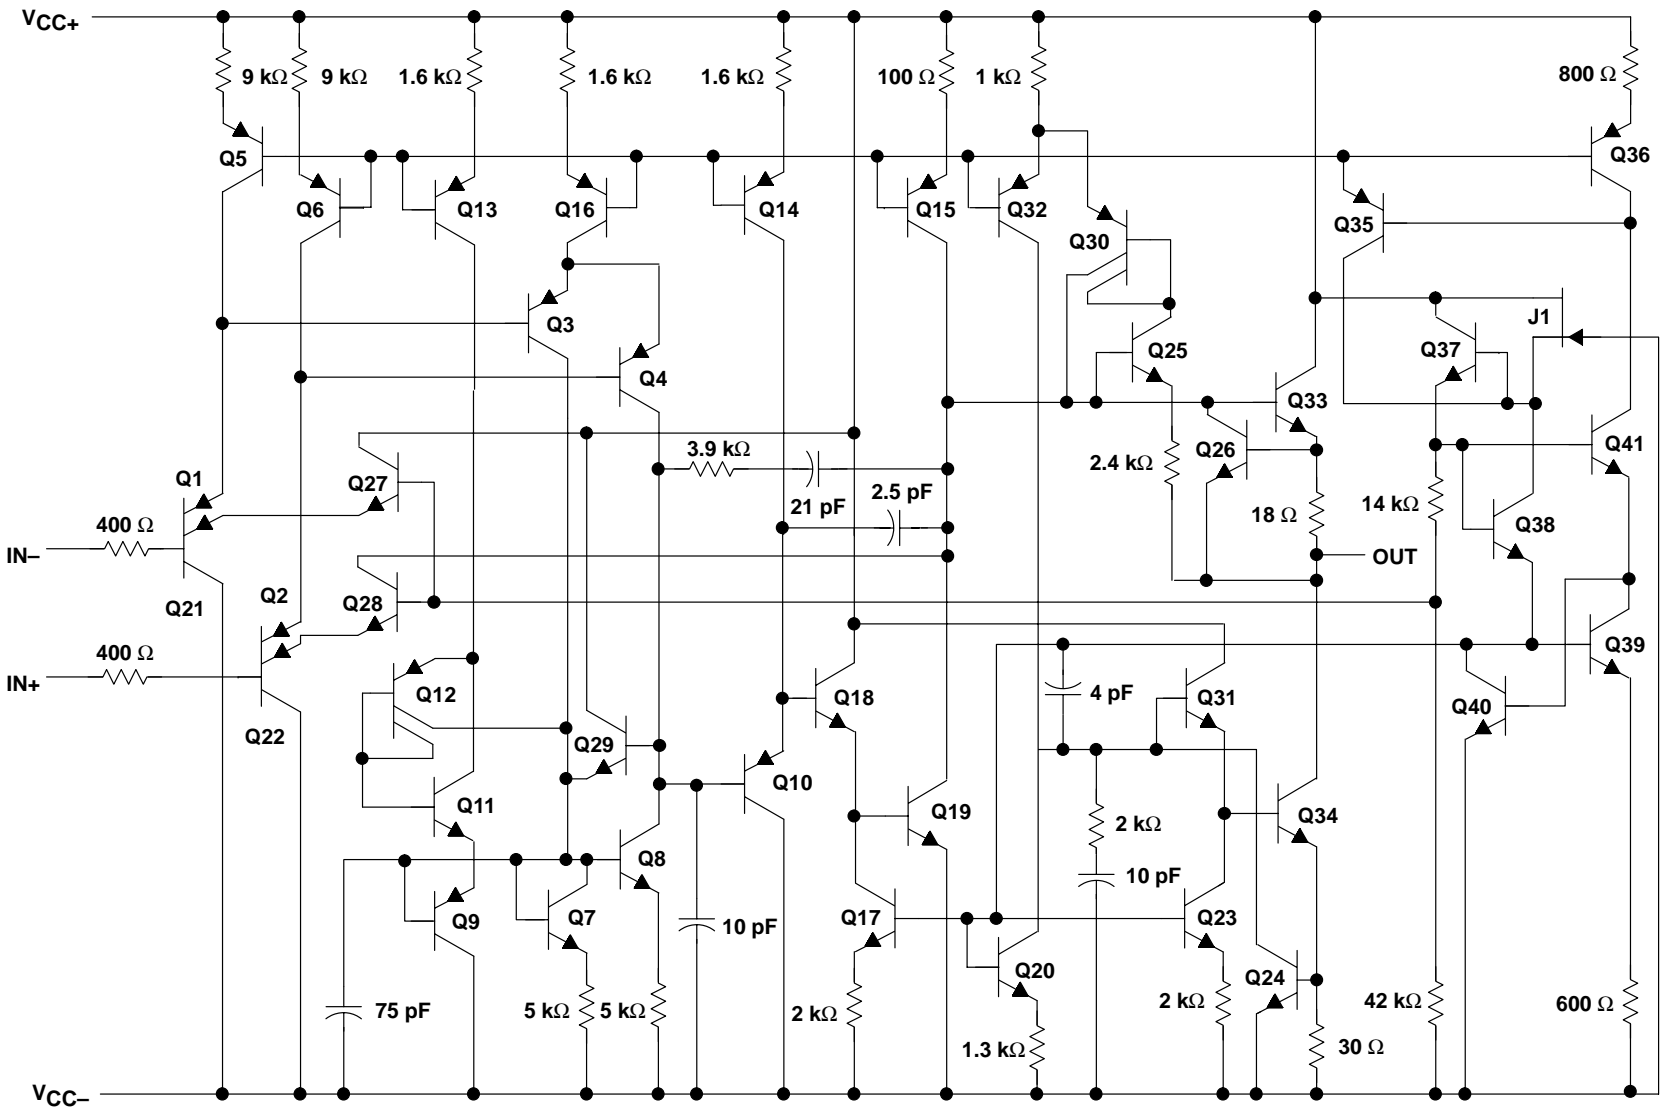 VCC+
9 kΩ 9 kΩ 1.6 kΩ 1.6 kΩ 1.6 kΩ 100 Ω 1 kΩ 800 Ω
Q5 Q36
Q6 Q13 Q16 Q14 Q15 Q32 Q35
Q30
Q3 J1
Q25 Q37
Q4
Q33
Q26 Q41
3.9 kΩ 2.4 kΩ
Q1 Q27
21 pF 2.5 pF 18 Ω 14 kΩ
400 Ω Q38
IN– OUT
Q21 Q2 Q28
400 Ω Q39
IN+
Q12 Q18 4 pF Q31 Q40
Q22 Q29
Q10
Q11 Q19 2 kΩ Q34
Q8 10 pF
Q9 Q7 10 pF Q17 Q23
Q20 Q24
75 pF 5 kΩ 5 kΩ 2 kΩ 2 kΩ 42 kΩ 600 Ω
1.3 kΩ 30 Ω
VCC–